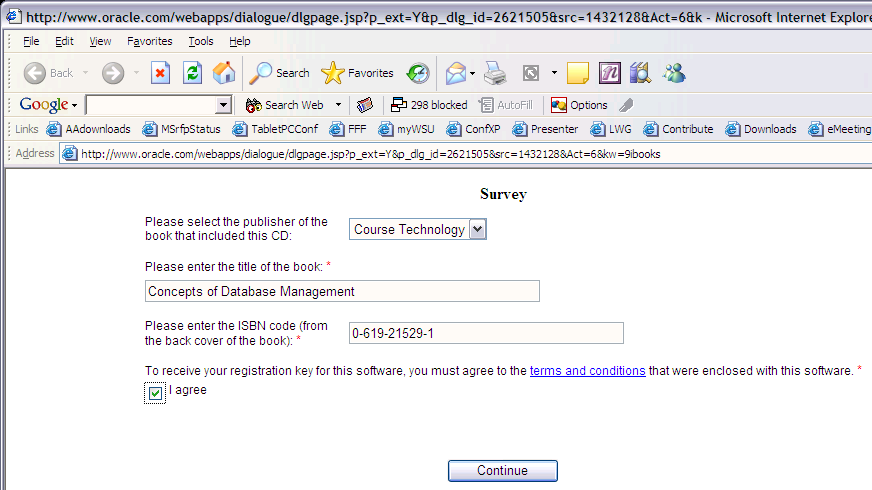 http://www.oracle.com/webapps/dialogue/dlgpage.jsp?p_ext=Y&p_dlg_id=2621505&src=1432128&Act=6&k - Microsoft Internet Explore
File Edit View Favorites Tools Help
Back Search Favorites
Google Search Web 298 blocked AutoFill Options
Links AAdownloads MSrfpStatus TabletPCConf FFF myWSU ConfXP Presenter LWG Contribute Downloads eMeeting
Address http://www.oracle.com/webapps/dialogue/dlgpage.jsp?p_ext=Y&p_dlg_id=2621505&src=1432128&Act=6&kw=9ibooks
Survey
Please select the publisher of the
book that included this CD:
Course Technology
Please enter the title of the book: *
Concepts of Database Management
Please enter the ISBN code (from
the back cover of the book): *
0-619-21529-1
To receive your registration key for this software, you must agree to the terms and conditions that were enclosed with this software. *
I agree
Continue